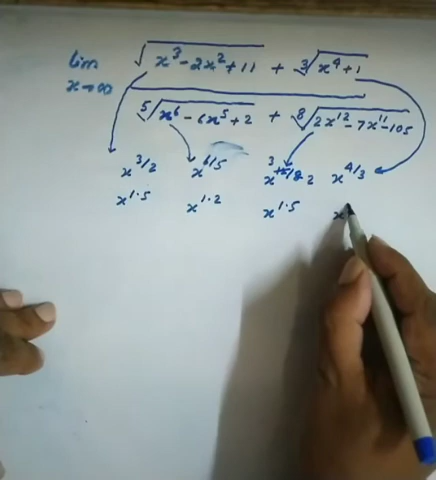 lim x→∞ √(x³-2x²+11) + ∛(x⁴+1)
⁵√(x⁶-6x⁵+2) + ⁸√(2x¹²-7x¹¹-105)
x^3/2 x^6/5 x^3/2 x^4/3
x^1.5 x^1.2 x^1.5 x